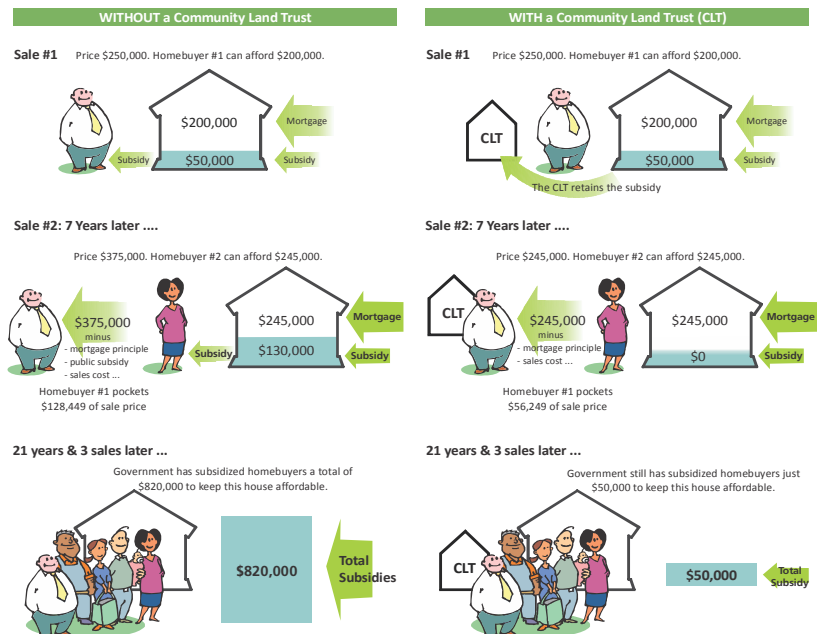 WITHOUT a Community Land Trust
Sale #1 Price $250,000. Homebuyer #1 can afford $200,000.
$200,000
Mortgage
Subsidy
$50,000
Subsidy
Sale #2: 7 Years later ....
Price $375,000. Homebuyer #2 can afford $245,000.
$375,000
minus
- mortgage principle
- public subsidy
- sales cost ...
Homebuyer #1 pockets
$128,449 of sale price
$245,000
Mortgage
Subsidy
$130,000
Subsidy
21 years & 3 sales later ...
Government has subsidized homebuyers a total of
$820,000 to keep this house affordable.
$820,000
Total
Subsidies
WITH a Community Land Trust (CLT)
Sale #1 Price $250,000. Homebuyer #1 can afford $200,000.
CLT
$200,000
Mortgage
$50,000
Subsidy
The CLT retains the subsidy
Sale #2: 7 Years later ....
Price $245,000. Homebuyer #2 can afford $245,000.
CLT
$245,000
minus
- mortgage principle
- sales cost ...
Homebuyer #1 pockets
$56,249 of sale price
$245,000
Mortgage
$0
Subsidy
21 years & 3 sales later ...
Government still has subsidized homebuyers just
$50,000 to keep this house affordable.
CLT
$50,000
Total
Subsidy